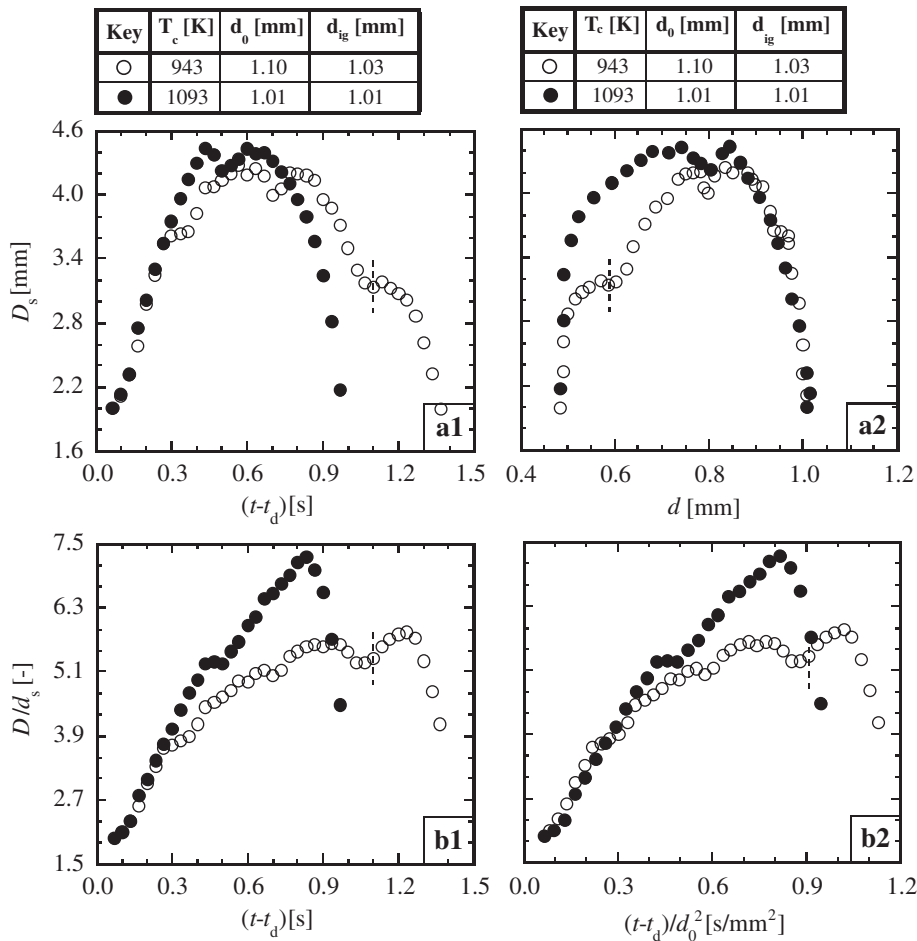 Key T_c [K] d_0 [mm] d_ig [mm]
943 1.10 1.03
1093 1.01 1.01
Key T_c [K] d_0 [mm] d_ig [mm]
943 1.10 1.03
1093 1.01 1.01
4.6
4.0
3.4
2.8
2.2
1.6
D_s [mm]
0.0 0.3 0.6 0.9 1.2 1.5
(t-t_d)[s]
a1
0.4 0.6 0.8 1.0 1.2
d [mm]
a2
7.5
6.3
5.1
3.9
2.7
1.5
D/d_s [-]
0.0 0.3 0.6 0.9 1.2 1.5
(t-t_d)[s]
b1
0.0 0.3 0.6 0.9 1.2
(t-t_d)/d_0^2 [s/mm^2]
b2